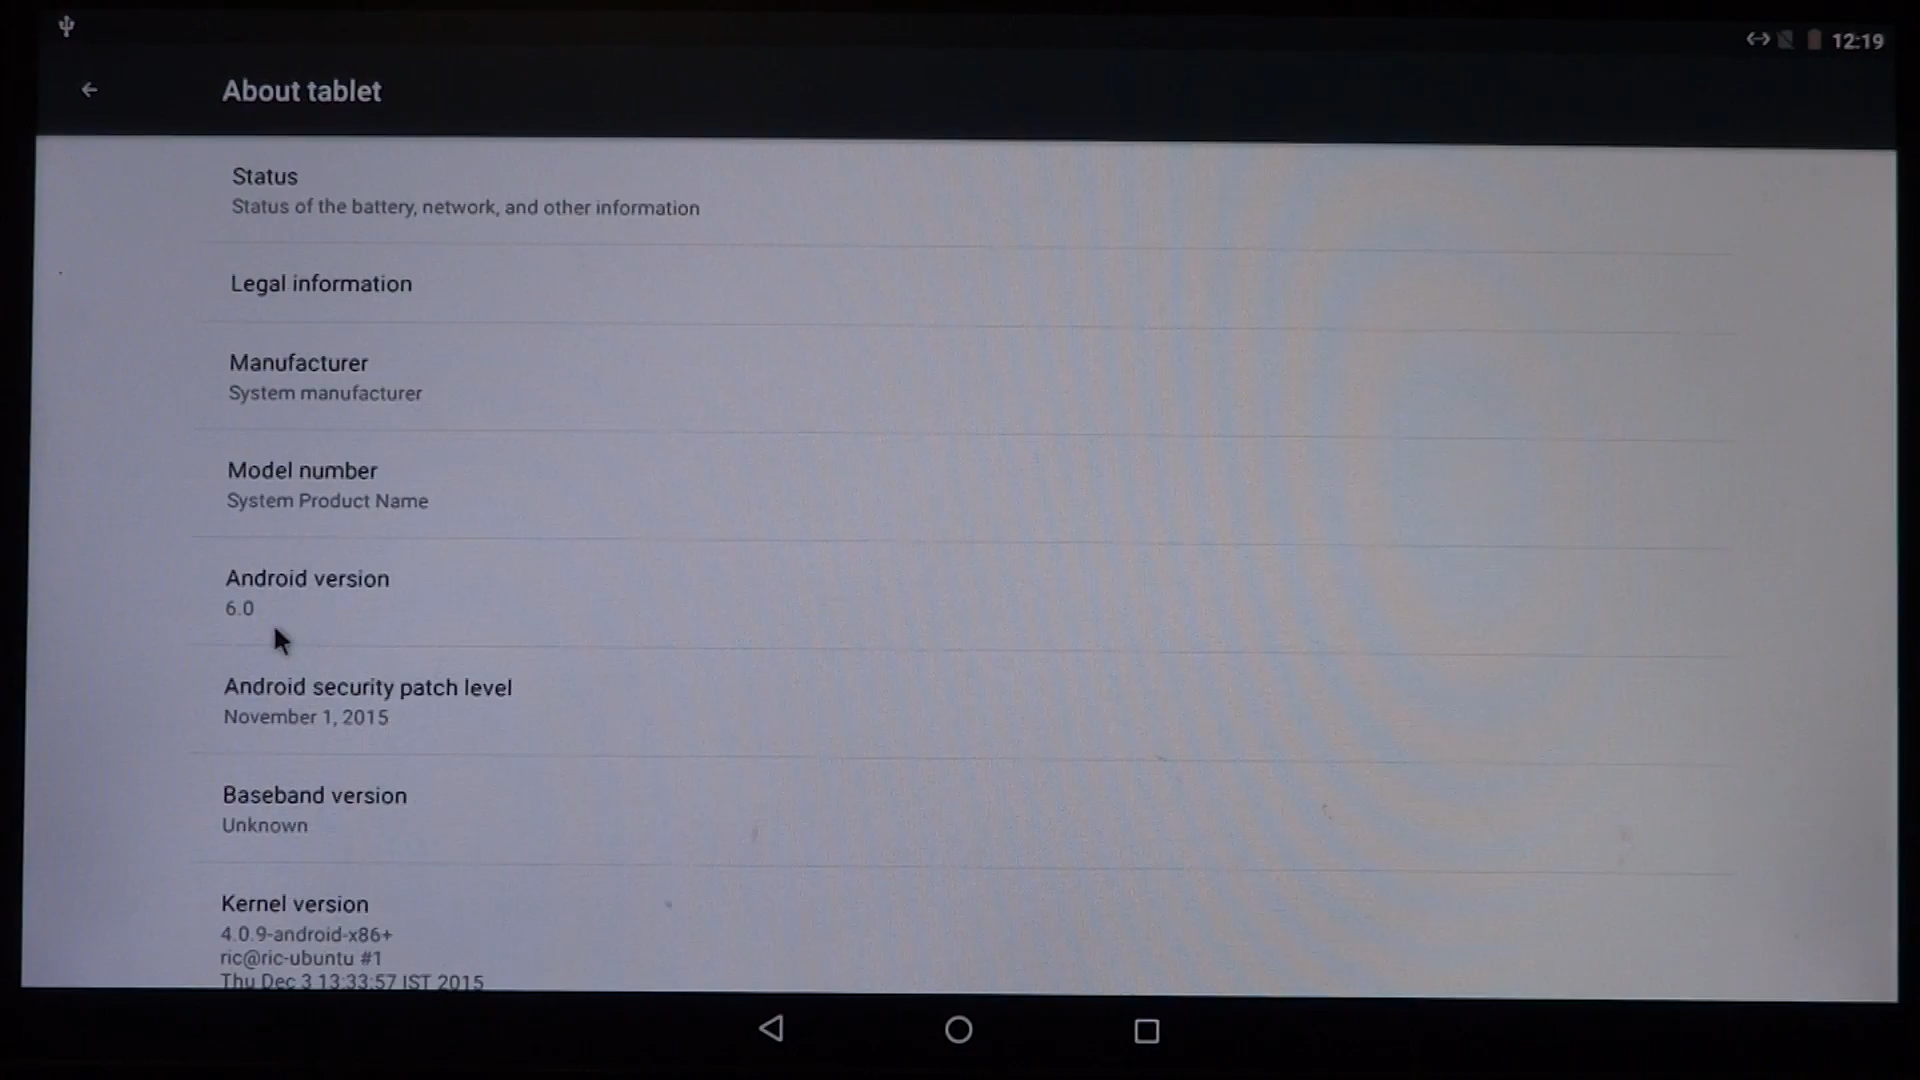 12:19
About tablet
Status
Status of the battery, network, and other information
Legal information
Manufacturer
System manufacturer
Model number
System Product Name
Android version
6.0
Android security patch level
November 1, 2015
Baseband version
Unknown
Kernel version
4.0.9-android-x86+
ric@ric-ubuntu #1
Thu Dec 3 13:33:57 IST 2015